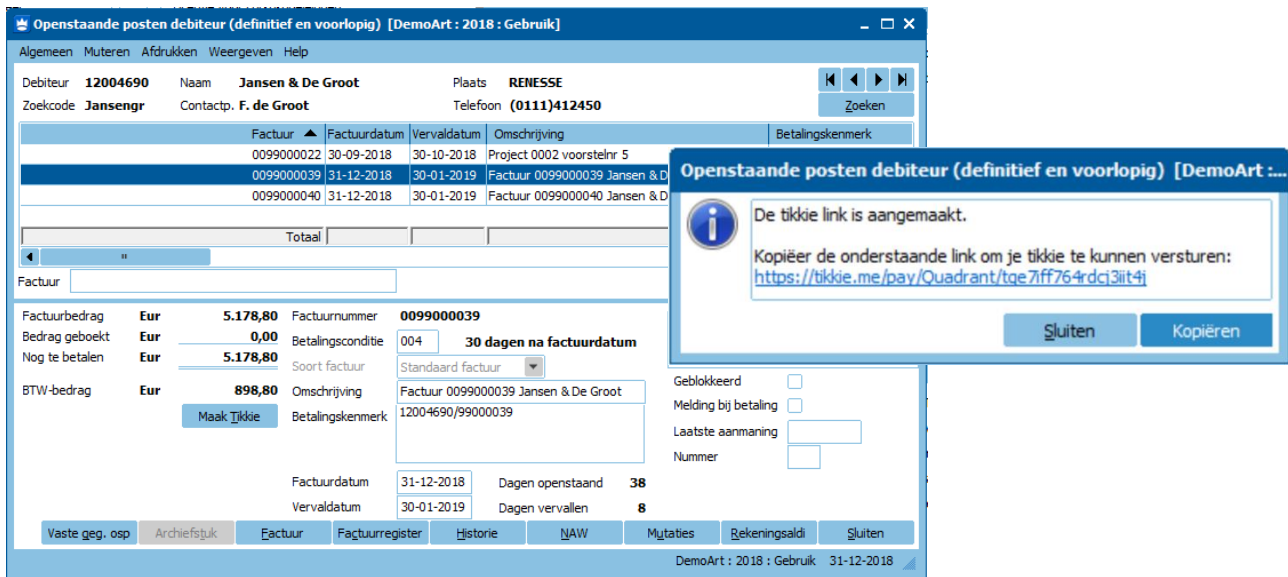 Openstaande posten debiteur (definitief en voorlopig) [DemoArt : 2018 : Gebruik]
Algemeen Muteren Afdrukken Weergeven Help
Debiteur 12004690 Naam Jansen & De Groot Plaats RENESSE
Zoekcode Jansengr Contactp. F. de Groot Telefoon (0111)412450 Zoeken
Factuur Factuurdatum Vervaldatum Omschrijving Betalingskenmerk
0099000022 30-09-2018 30-10-2018 Project 0002 voorstelnr 5
0099000039 31-12-2018 30-01-2019 Factuur 0099000039 Jansen & D
0099000040 31-12-2018 30-01-2019 Factuur 0099000040 Jansen & D
Totaal
Factuur
Openstaande posten debiteur (definitief en voorlopig) [DemoArt :...
De tikkie link is aangemaakt.
Kopiëer de onderstaande link om je tikkie te kunnen versturen:
https://tikkie.me/pay/Quadrant/tqe7iff764rdcj3iit4j
Sluiten Kopiëren
Factuurbedrag Eur 5.178,80 Factuurnummer 0099000039
Bedrag geboekt Eur 0,00 Betalingsconditie 004 30 dagen na factuurdatum
Nog te betalen Eur 5.178,80
Soort factuur Standaard factuur
Geblokkeerd
BTW-bedrag Eur 898,80 Omschrijving Factuur 0099000039 Jansen & De Groot
Melding bij betaling
Maak Tikkie Betalingskenmerk 12004690/99000039
Laatste aanmaning
Nummer
Factuurdatum 31-12-2018 Dagen openstaand 38
Vervaldatum 30-01-2019 Dagen vervallen 8
Vaste geg. osp Archiefstuk Factuur Factuurregister Historie NAW Mutaties Rekeningsaldi Sluiten
DemoArt : 2018 : Gebruik 31-12-2018